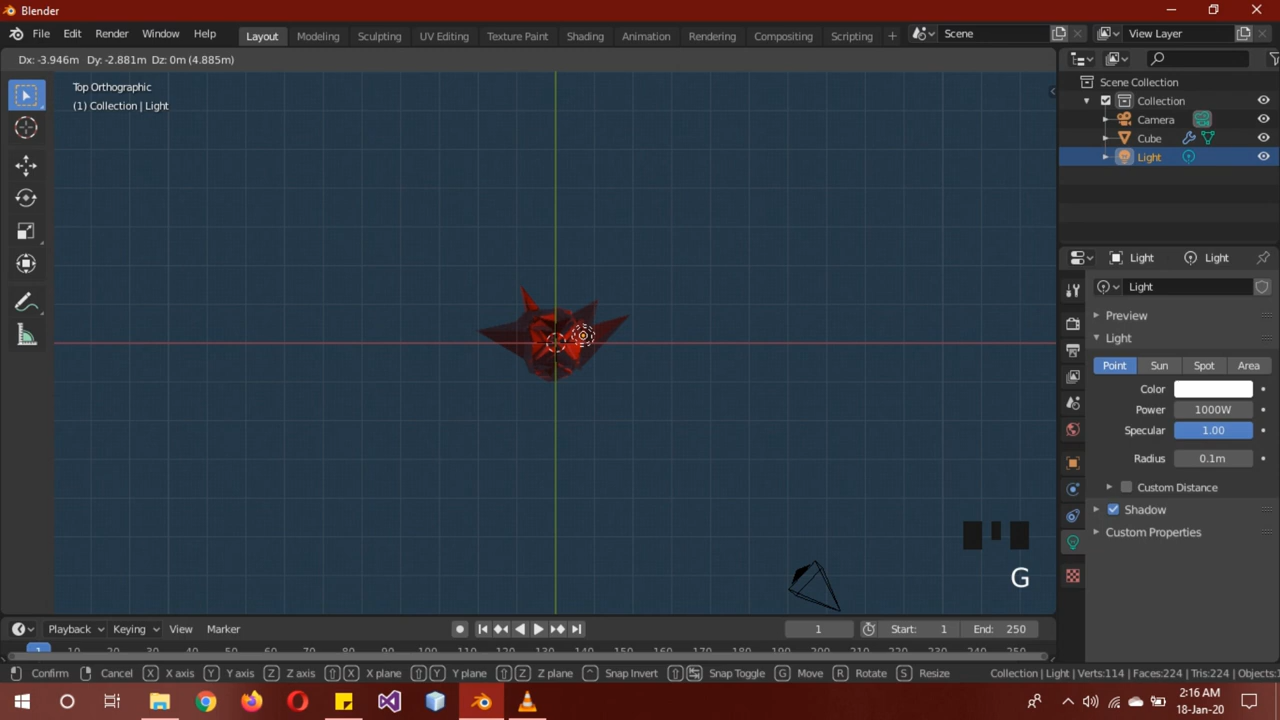 Blender
File Edit Render Window Help
Layout Modeling Sculpting UV Editing Texture Paint Shading Animation Rendering Compositing Scripting +
Scene
View Layer
Dx: -3.946m Dy: -2.881m Dz: 0m (4.885m)
Top Orthographic
(1) Collection | Light
Scene Collection
Collection
Camera
Cube
Light
Light Light
Light
Preview
Light
Point Sun Spot Area
Color
Power 1000W
Specular 1.00
Radius 0.1m
Custom Distance
Shadow
Custom Properties
G
Playback Keying View Marker
1
Start: 1
End: 250
1 10 20 30 40 50 60 70 80 90 100 110 120 130 140 150 160 170 180 190 200 210 220 230 240 250
Confirm Cancel X X axis Y Y axis Z Z axis X X plane Y Y plane Z Z plane Snap Invert Snap Toggle G Move R Rotate S Resize
Collection | Light | Verts:114 | Faces:224 | Tris:224 | Objects:1
2:16 AM
18-Jan-20